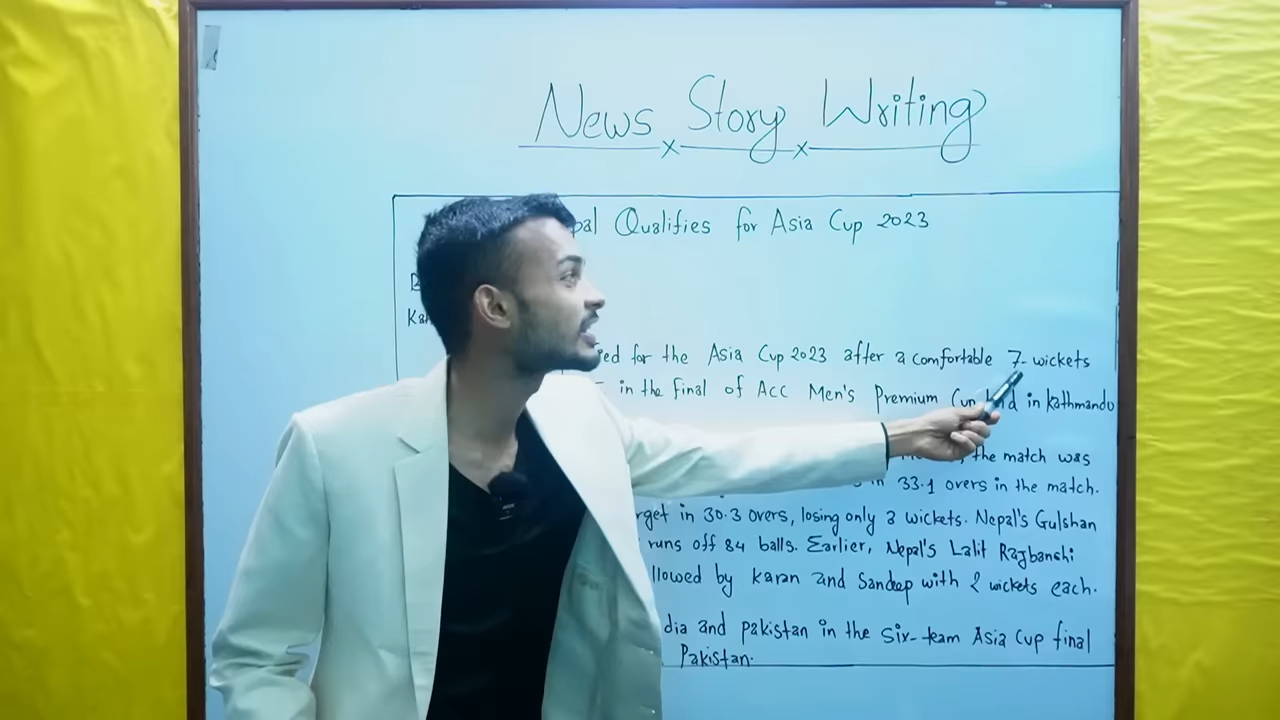 News Story Writing
pal Qualifies for Asia Cup 2023
Ka
ed for the Asia Cup 2023 after a comfortable 7-wickets
in the final of Acc Men's Premium Cup held in kathmandu
the match was
in 33.1 overs in the match.
rget in 30.3 overs, losing only 3 wickets. Nepal's Gulshan
runs off 84 balls. Earlier, Nepal's Lalit Rajbanshi
llowed by karan and Sandeep with 2 wickets each.
dia and pakistan in the six-team Asia Cup final
Pakistan.